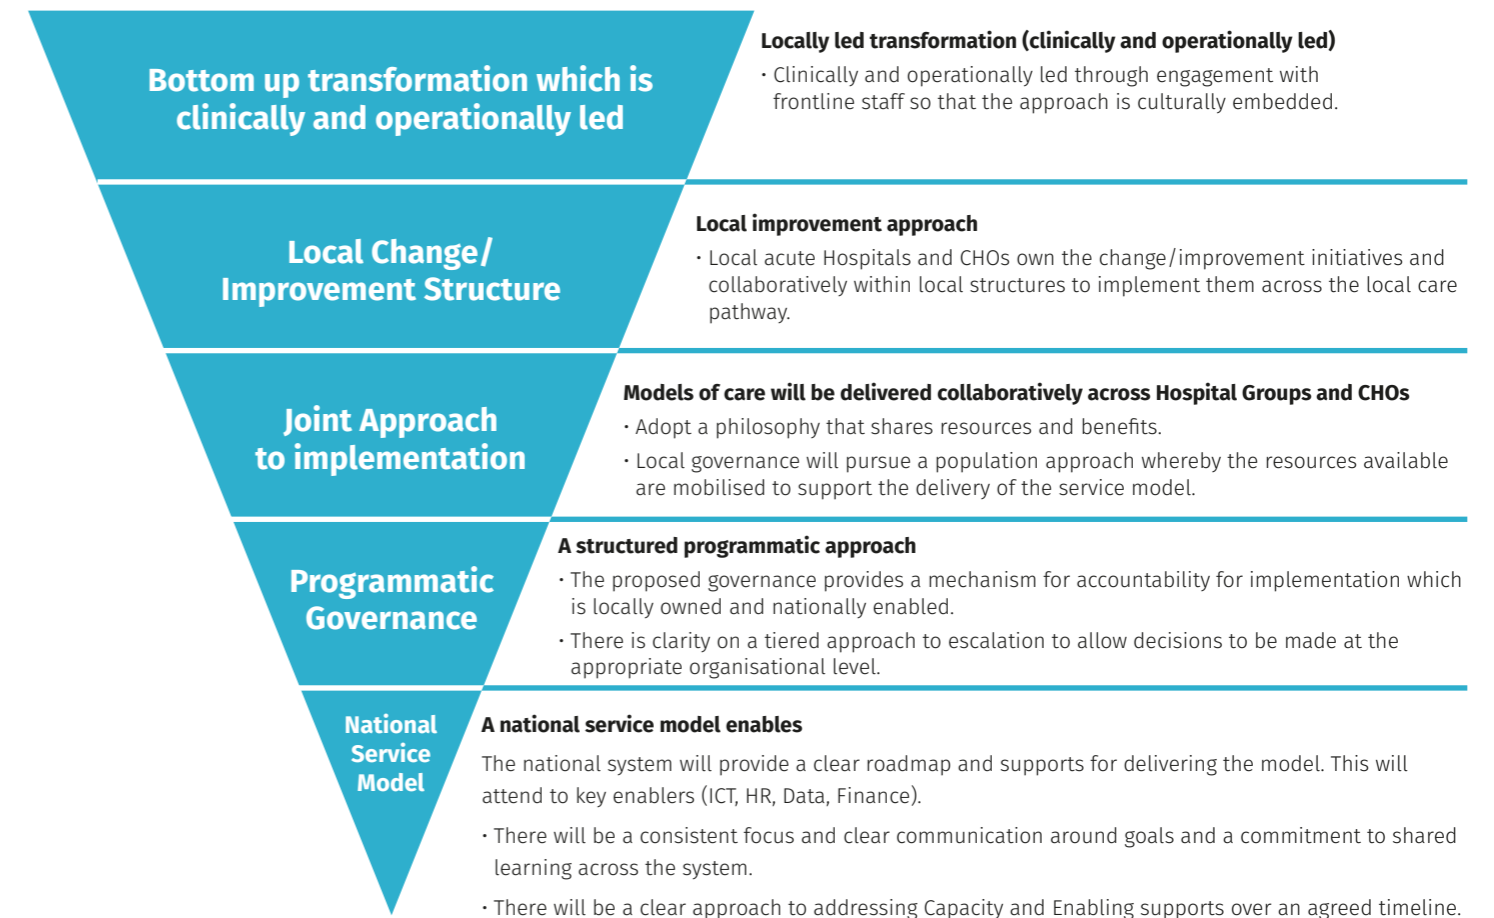 Bottom up transformation which is
clinically and operationally led
Locally led transformation (clinically and operationally led)
· Clinically and operationally led through engagement with
frontline staff so that the approach is culturally embedded.
Local Change/
Improvement Structure
Local improvement approach
· Local acute Hospitals and CHOs own the change/improvement initiatives and
collaboratively within local structures to implement them across the local care
pathway.
Joint Approach
to implementation
Models of care will be delivered collaboratively across Hospital Groups and CHOs
· Adopt a philosophy that shares resources and benefits.
· Local governance will pursue a population approach whereby the resources available
are mobilised to support the delivery of the service model.
Programmatic
Governance
A structured programmatic approach
· The proposed governance provides a mechanism for accountability for implementation which
is locally owned and nationally enabled.
· There is clarity on a tiered approach to escalation to allow decisions to be made at the
appropriate organisational level.
National
Service
Model
A national service model enables
The national system will provide a clear roadmap and supports for delivering the model. This will
attend to key enablers (ICT, HR, Data, Finance).
· There will be a consistent focus and clear communication around goals and a commitment to shared
learning across the system.
· There will be a clear approach to addressing Capacity and Enabling supports over an agreed timeline.